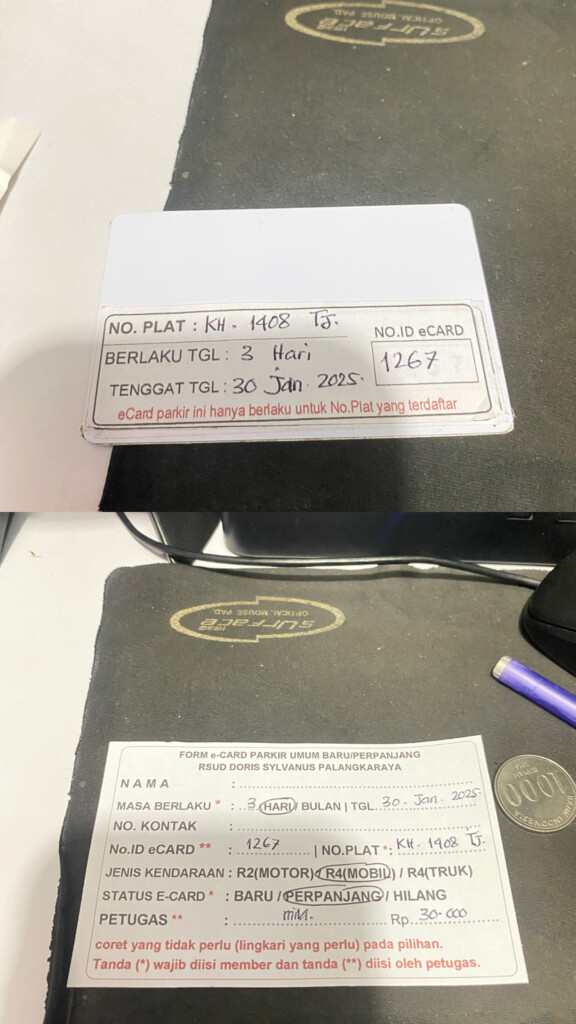 surface
OPTICAL MOUSE PAD
NO. PLAT : KH - 1408 TJ.
NO.ID eCARD
BERLAKU TGL : 3 Hari
1267
TENGGAT TGL : 30 Jan 2025.
eCard parkir ini hanya berlaku untuk No.Plat yang terdaftar
surface
OPTICAL MOUSE PAD
FORM e-CARD PARKIR UMUM BARU/PERPANJANG
RSUD DORIS SYLVANUS PALANGKARAYA
N A M A :
MASA BERLAKU * : 3 HARI / BULAN | TGL 30 - Jan - 2025.
NO. KONTAK :
No.ID eCARD ** : 1267 | NO.PLAT *: KH - 1408 TJ.
JENIS KENDARAAN : R2(MOTOR) / R4(MOBIL) / R4(TRUK)
STATUS E-CARD * : BARU / PERPANJANG / HILANG
PETUGAS ** : Rp. 30.000
coret yang tidak perlu (lingkari yang perlu) pada pilihan.
Tanda (*) wajib diisi member dan tanda (**) diisi oleh petugas.
1000